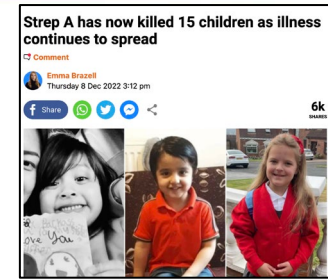 Strep A has now killed 15 children as illness
continues to spread
Comment
Emma Brazell
Thursday 8 Dec 2022 3:12 pm
f Share
6k
SHARES
ove You